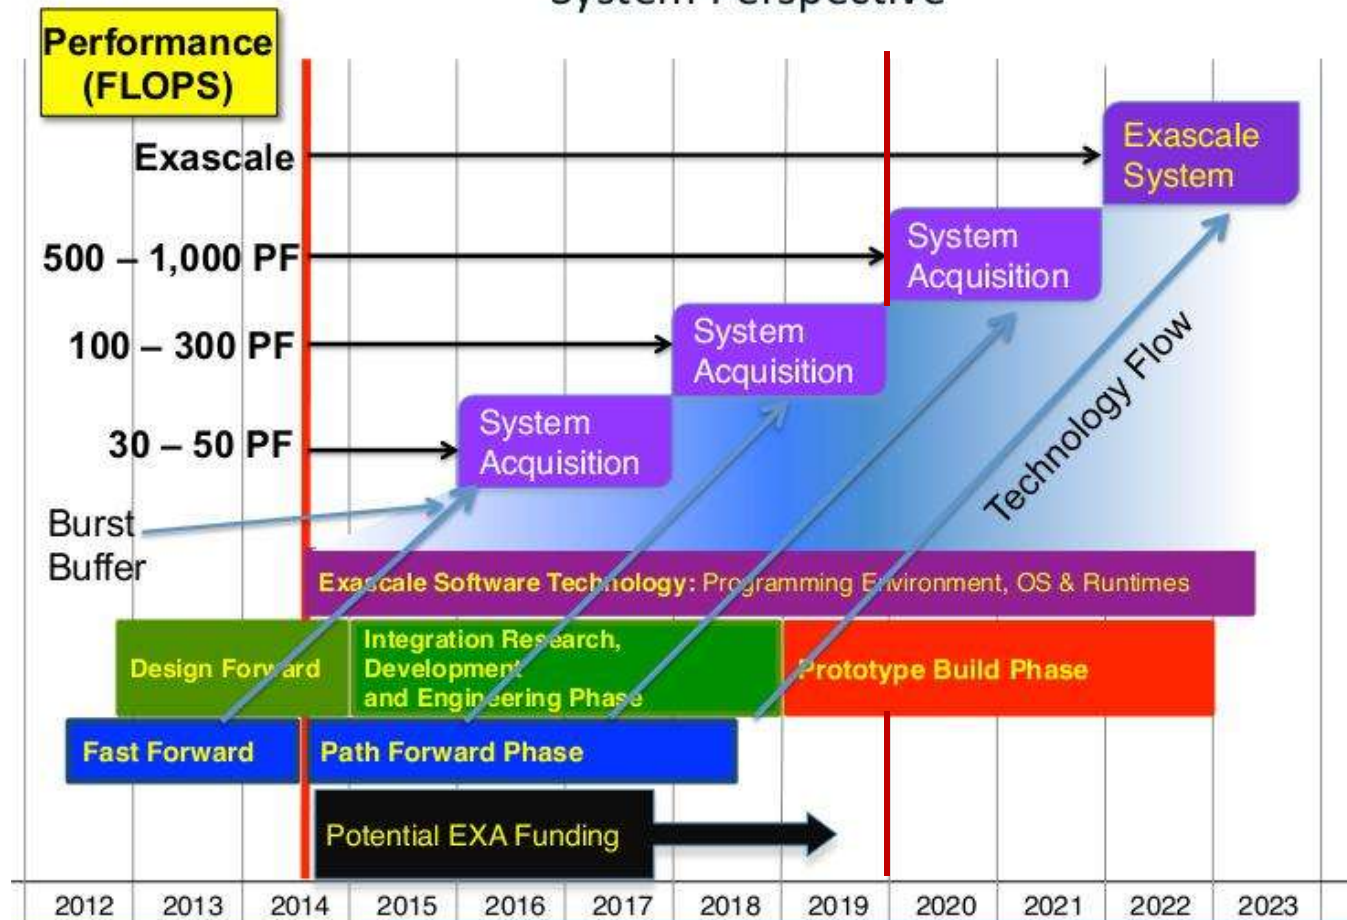 System Perspective
Performance
(FLOPS)
Exascale
Exascale
System
500 – 1,000 PF
System
Acquisition
100 – 300 PF
System
Acquisition
30 – 50 PF
System
Acquisition
Technology Flow
Burst
Buffer
Exascale Software Technology: Programming Environment, OS & Runtimes
Design Forward
Integration Research,
Development
and Engineering Phase
Prototype Build Phase
Fast Forward
Path Forward Phase
Potential EXA Funding
2012 2013 2014 2015 2016 2017 2018 2019 2020 2021 2022 2023